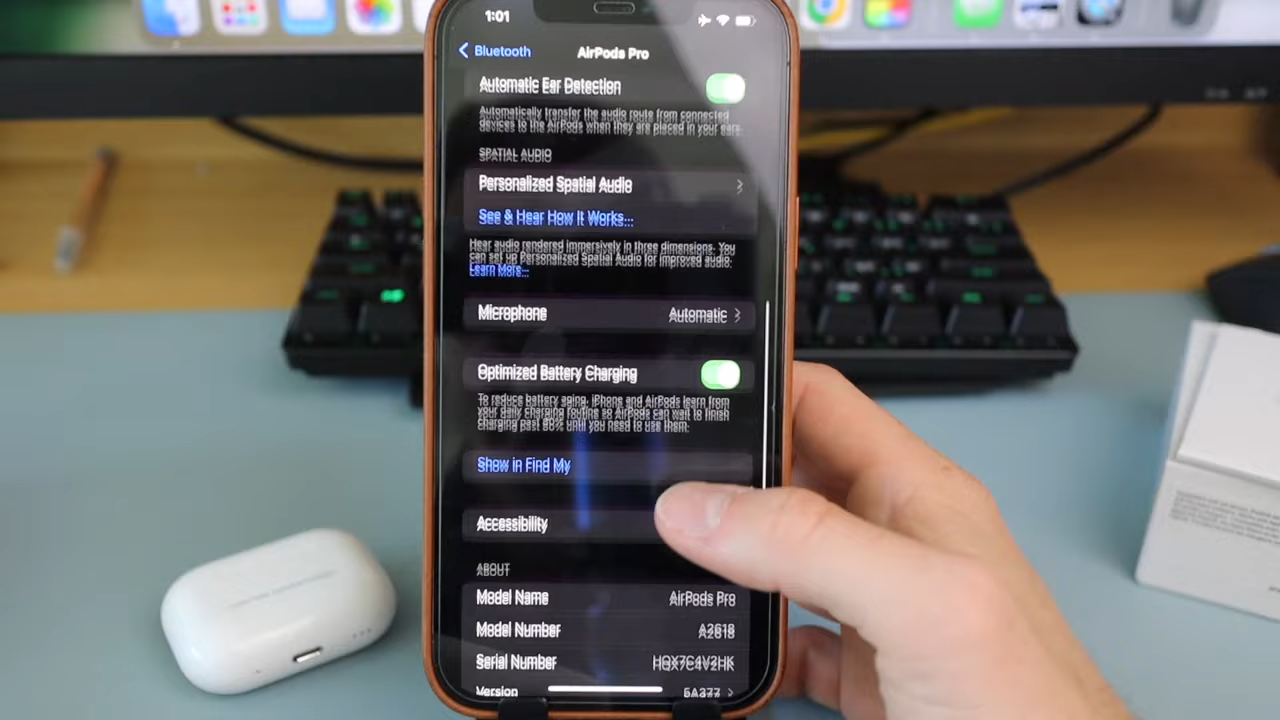 1:01
Bluetooth
AirPods Pro
Automatic Ear Detection
Automatically transfer the audio route from connected
devices to the AirPods when they are placed in your ears.
SPATIAL AUDIO
Personalized Spatial Audio
See & Hear How It Works...
Hear audio rendered immersively in three dimensions. You
can set up Personalized Spatial Audio for improved audio.
Learn More...
Microphone
Automatic
Optimized Battery Charging
To reduce battery aging, iPhone and AirPods learn from
your daily charging routine so AirPods can wait to finish
charging past 80% until you need to use them.
Show in Find My
Accessibility
ABOUT
Model Name
AirPods Pro
Model Number
A2618
Serial Number
HQX7C4V2HK
Version
6A377